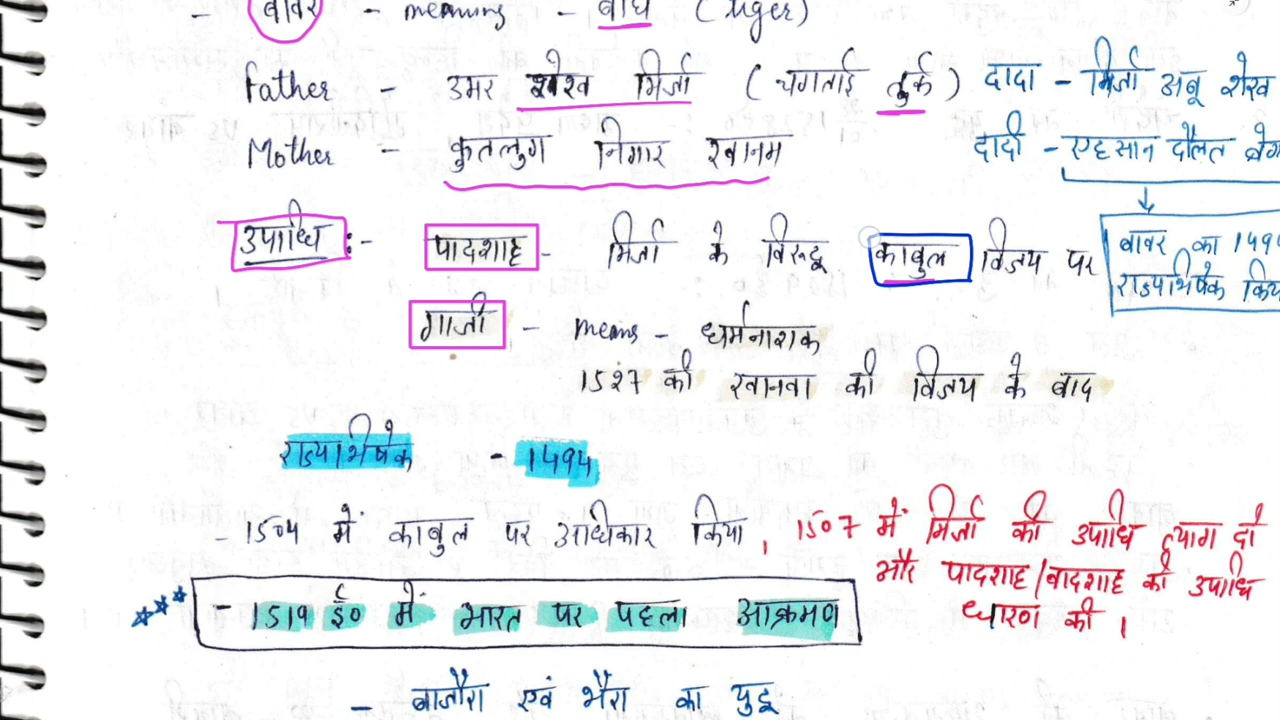 - बाबर - meaning - बाघ (tiger)
Father - उमर शेख मिर्जा (चगताई तुर्क) दादा - मिर्जा अबू शेख
Mother - कुतलुग निगार खानम दादी - एहसान दौलत बेग
उपाधि :- पादशाह - मिर्जा के विरुद्ध काबुल विजय पर
बाबर का 1494
राज्याभिषेक किय
गाजी - means - धर्मनाशक
1527 की खानवा की विजय के बाद
राज्याभिषेक - 1494
- 1504 में काबुल पर अधिकार किया, 1507 में मिर्जा की उपाधि त्याग दी
और पादशाह/बादशाह की उपाधि
धारण की।
*** - 1519 ई० में भारत पर पहला आक्रमण
- बाजौरा एवं भैरा का युद्ध